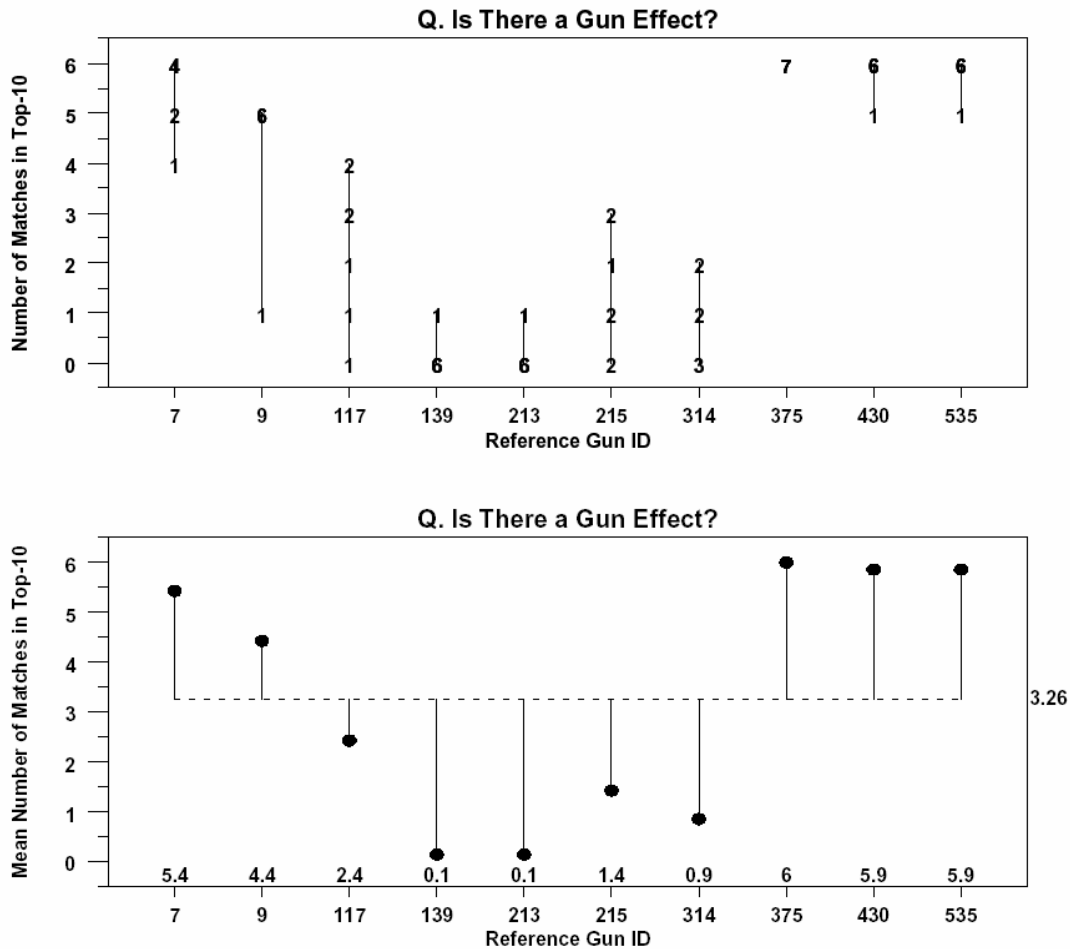 Q. Is There a Gun Effect?
Number of Matches in Top-10
6 4 7 6 6
5 2 6 1 1
4 1 2
3 2 2
2 1 1 2
1 1 1 1 1 2 2
0 1 6 6 2 3
7 9 117 139 213 215 314 375 430 535
Reference Gun ID
Q. Is There a Gun Effect?
Mean Number of Matches in Top-10
6
5
4
3 3.26
2
1
0
5.4 4.4 2.4 0.1 0.1 1.4 0.9 6 5.9 5.9
7 9 117 139 213 215 314 375 430 535
Reference Gun ID